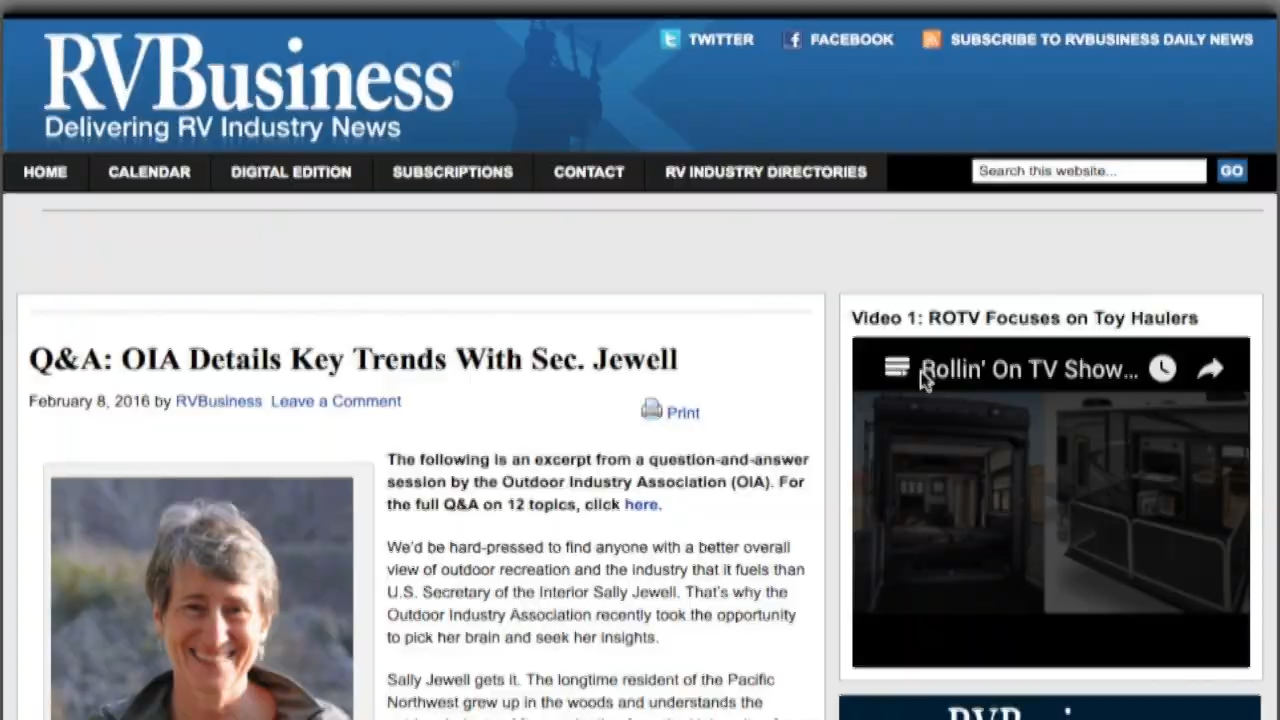 RVBusiness
Delivering RV Industry News
TWITTER
FACEBOOK
SUBSCRIBE TO RVBUSINESS DAILY NEWS
HOME
CALENDAR
DIGITAL EDITION
SUBSCRIPTIONS
CONTACT
RV INDUSTRY DIRECTORIES
Search this website...
GO
Q&A: OIA Details Key Trends With Sec. Jewell
February 8, 2016 by RVBusiness Leave a Comment
Print
The following is an excerpt from a question-and-answer
session by the Outdoor Industry Association (OIA). For
the full Q&A on 12 topics, click here.
We'd be hard-pressed to find anyone with a better overall
view of outdoor recreation and the industry that it fuels than
U.S. Secretary of the Interior Sally Jewell. That's why the
Outdoor Industry Association recently took the opportunity
to pick her brain and seek her insights.
Sally Jewell gets it. The longtime resident of the Pacific
Northwest grew up in the woods and understands the
Video 1: ROTV Focuses on Toy Haulers
Rollin' On TV Show...
RVBusiness